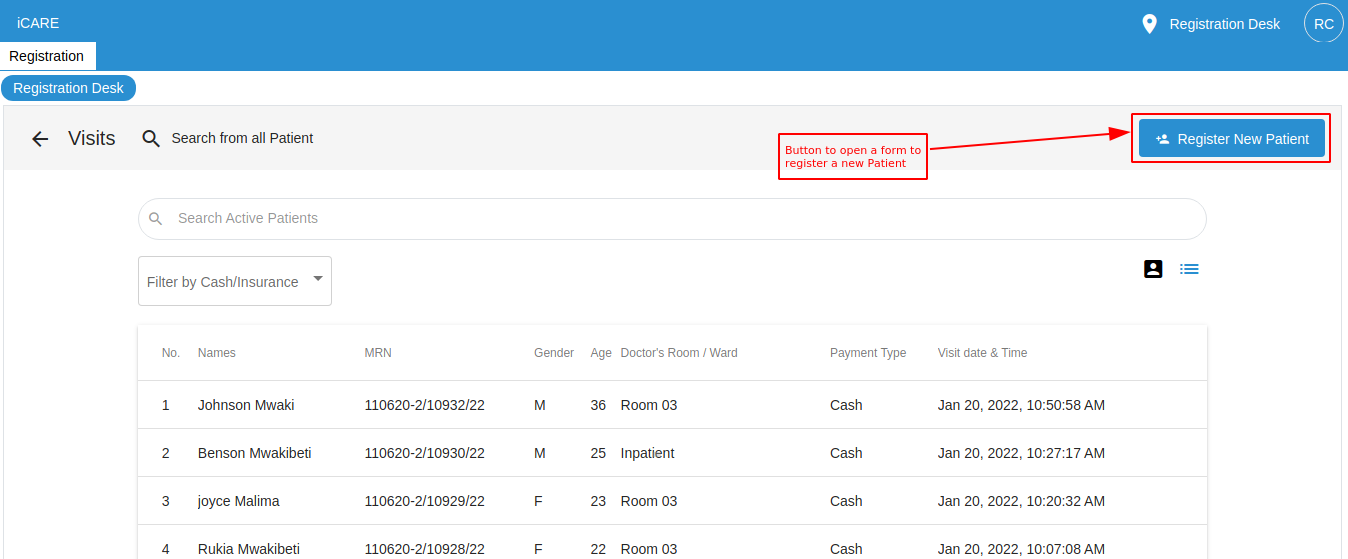 iCARE
Registration Desk RC
Registration
Registration Desk
Visits Search from all Patient
Register New Patient
Button to open a form to
register a new Patient
Search Active Patients
Filter by Cash/Insurance
No. Names MRN Gender Age Doctor's Room / Ward Payment Type Visit date & Time
1 Johnson Mwaki 110620-2/10932/22 M 36 Room 03 Cash Jan 20, 2022, 10:50:58 AM
2 Benson Mwakibeti 110620-2/10930/22 M 25 Inpatient Cash Jan 20, 2022, 10:27:17 AM
3 joyce Malima 110620-2/10929/22 F 23 Room 03 Cash Jan 20, 2022, 10:20:32 AM
4 Rukia Mwakibeti 110620-2/10928/22 F 22 Room 03 Cash Jan 20, 2022, 10:07:08 AM